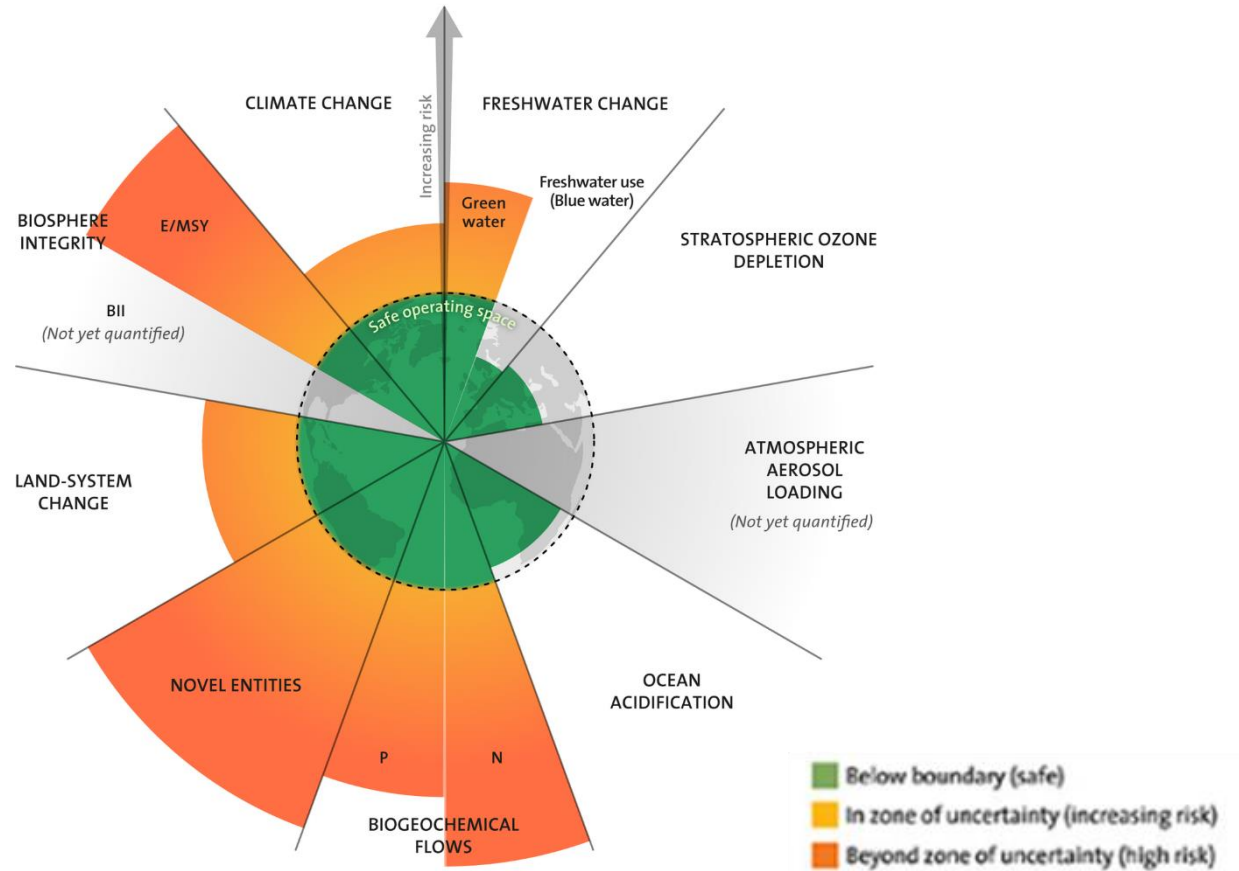 CLIMATE CHANGE
FRESHWATER CHANGE
Increasing risk
Freshwater use
(Blue water)
Green
water
BIOSPHERE
INTEGRITY
E/MSY
STRATOSPHERIC OZONE
DEPLETION
BII
(Not yet quantified)
Safe operating space
LAND-SYSTEM
CHANGE
ATMOSPHERIC
AEROSOL
LOADING
(Not yet quantified)
NOVEL ENTITIES
OCEAN
ACIDIFICATION
P
N
BIOGEOCHEMICAL
FLOWS
Below boundary (safe)
In zone of uncertainty (increasing risk)
Beyond zone of uncertainty (high risk)